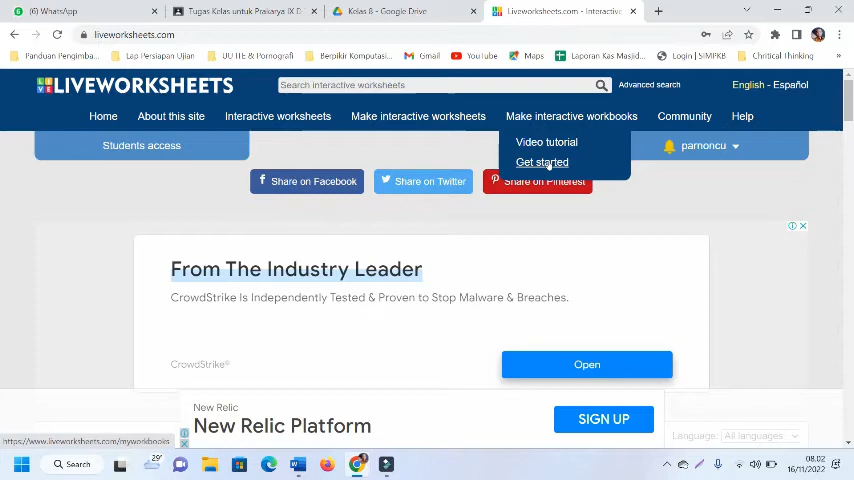 (6) WhatsApp
Tugas Kelas untuk Prakarya IX D
Kelas 8 - Google Drive
Liveworksheets.com - Interactive
liveworksheets.com
Panduan Pengimba...
Lap Persiapan Ujian
UU ITE & Pornografi
Berpikir Komputasi...
Gmail
YouTube
Maps
Laporan Kas Masjid...
Login | SIMPKB
Chritical Thinking
LIVE LIVEWORKSHEETS
Search interactive worksheets
Advanced search
English - Español
Home
About this site
Interactive worksheets
Make interactive worksheets
Make interactive workbooks
Community
Help
Video tutorial
Get started
Students access
parnoncu
Share on Facebook
Share on Twitter
Share on Pinterest
From The Industry Leader
CrowdStrike Is Independently Tested & Proven to Stop Malware & Breaches.
CrowdStrike®
Open
New Relic
New Relic Platform
SIGN UP
https://www.liveworksheets.com/myworkbooks
Language: All languages
29°
Search
08.02
16/11/2022